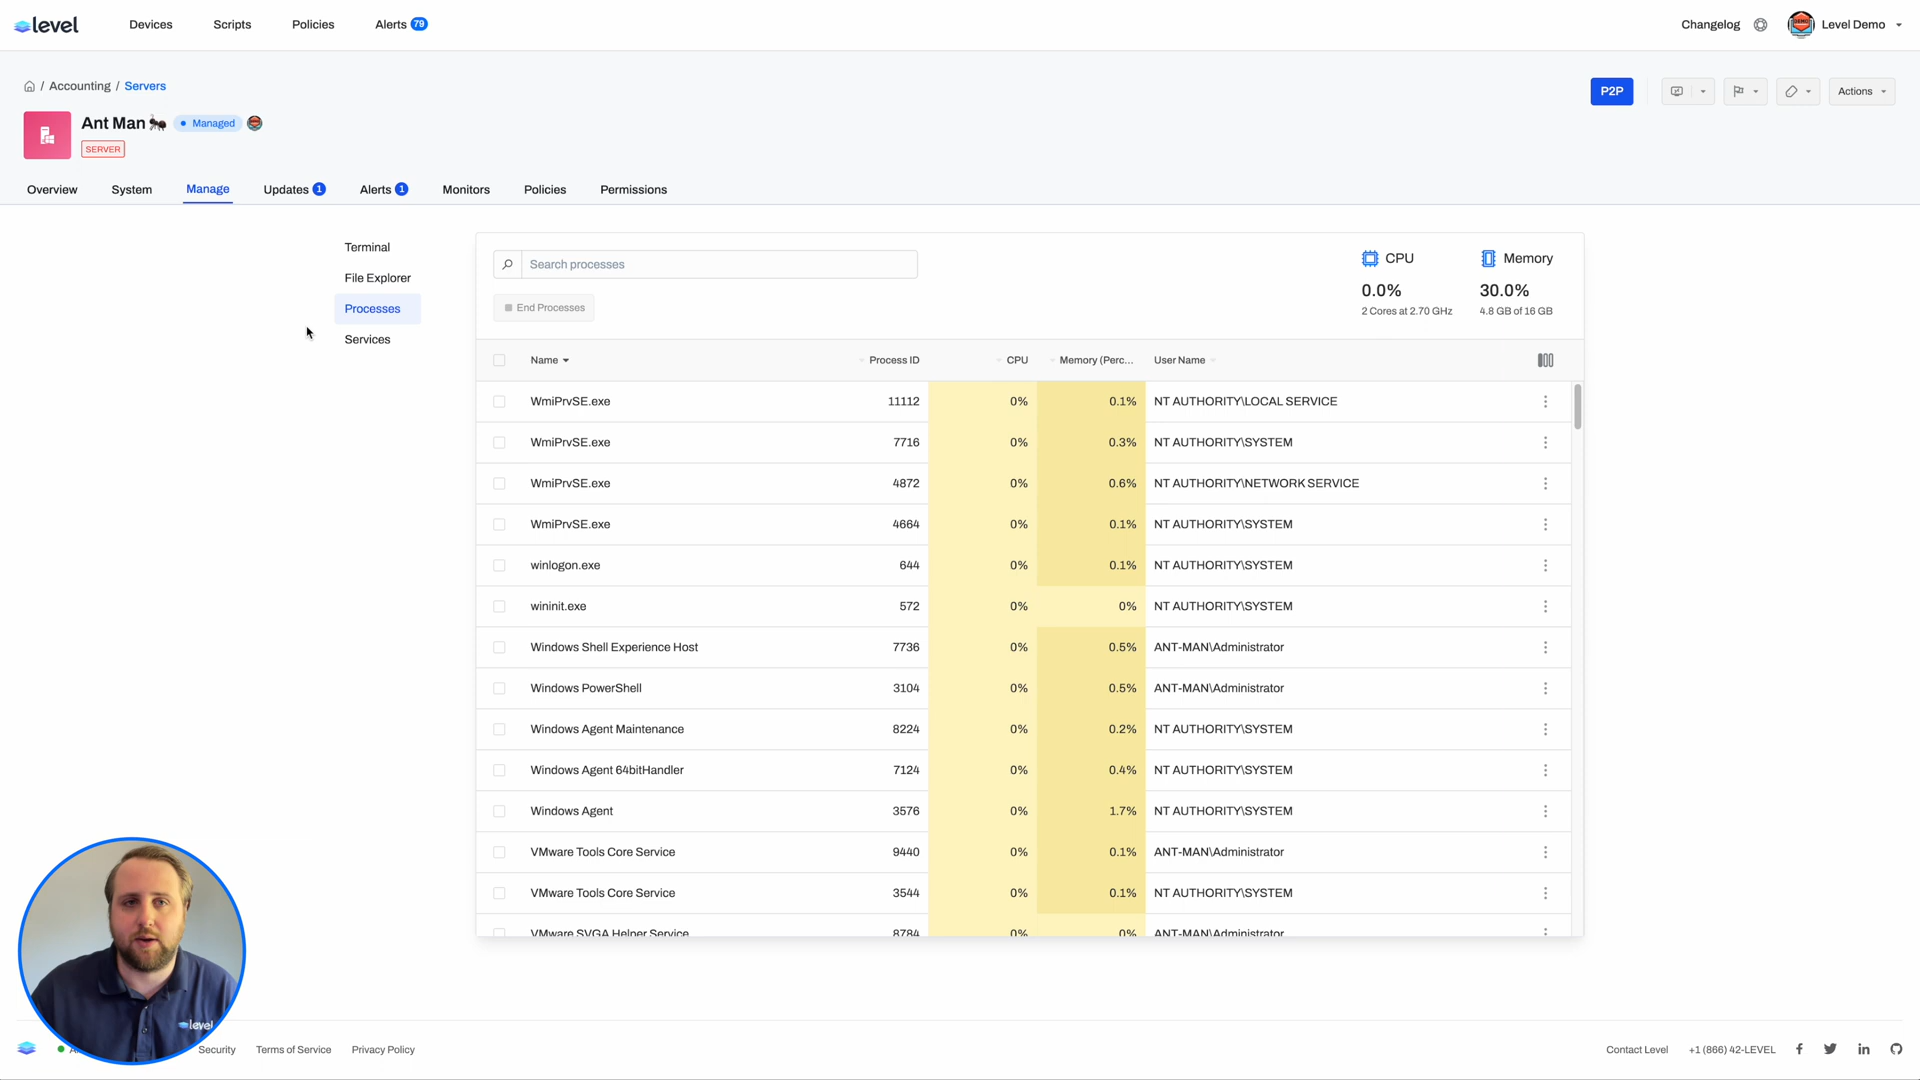 level Devices Scripts Policies Alerts 79 Changelog Level Demo
/ Accounting / Servers
P2P Actions
Ant Man Managed
SERVER
Overview System Manage Updates 1 Alerts 1 Monitors Policies Permissions
Terminal
File Explorer
Processes
Services
Search processes
End Processes
CPU Memory
0.0% 30.0%
2 Cores at 2.70 GHz 4.8 GB of 16 GB
Name Process ID CPU Memory (Perc... User Name
WmiPrvSE.exe 11112 0% 0.1% NT AUTHORITY\LOCAL SERVICE
WmiPrvSE.exe 7716 0% 0.3% NT AUTHORITY\SYSTEM
WmiPrvSE.exe 4872 0% 0.6% NT AUTHORITY\NETWORK SERVICE
WmiPrvSE.exe 4664 0% 0.1% NT AUTHORITY\SYSTEM
winlogon.exe 644 0% 0.1% NT AUTHORITY\SYSTEM
wininit.exe 572 0% 0% NT AUTHORITY\SYSTEM
Windows Shell Experience Host 7736 0% 0.5% ANT-MAN\Administrator
Windows PowerShell 3104 0% 0.5% ANT-MAN\Administrator
Windows Agent Maintenance 8224 0% 0.2% NT AUTHORITY\SYSTEM
Windows Agent 64bitHandler 7124 0% 0.4% NT AUTHORITY\SYSTEM
Windows Agent 3576 0% 1.7% NT AUTHORITY\SYSTEM
VMware Tools Core Service 9440 0% 0.1% ANT-MAN\Administrator
VMware Tools Core Service 3544 0% 0.1% NT AUTHORITY\SYSTEM
VMware SVGA Helper Service 8784 0% 0% ANT-MAN\Administrator
level
Security Terms of Service Privacy Policy Contact Level +1 (866) 42-LEVEL